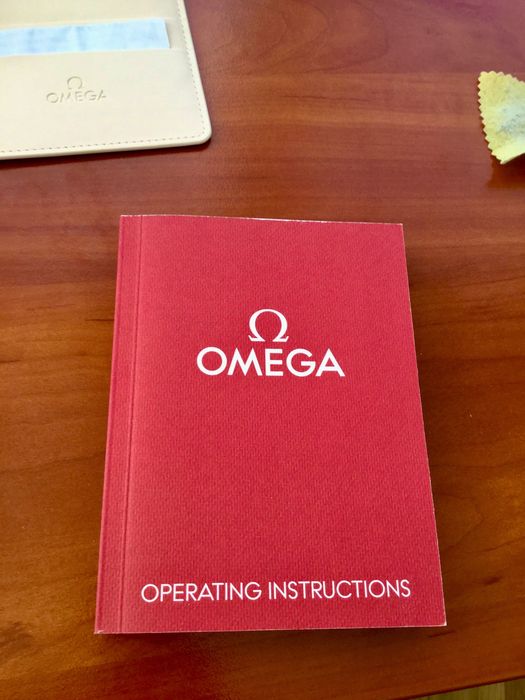 Ω
OMEGA
Ω
OMEGA
OPERATING INSTRUCTIONS